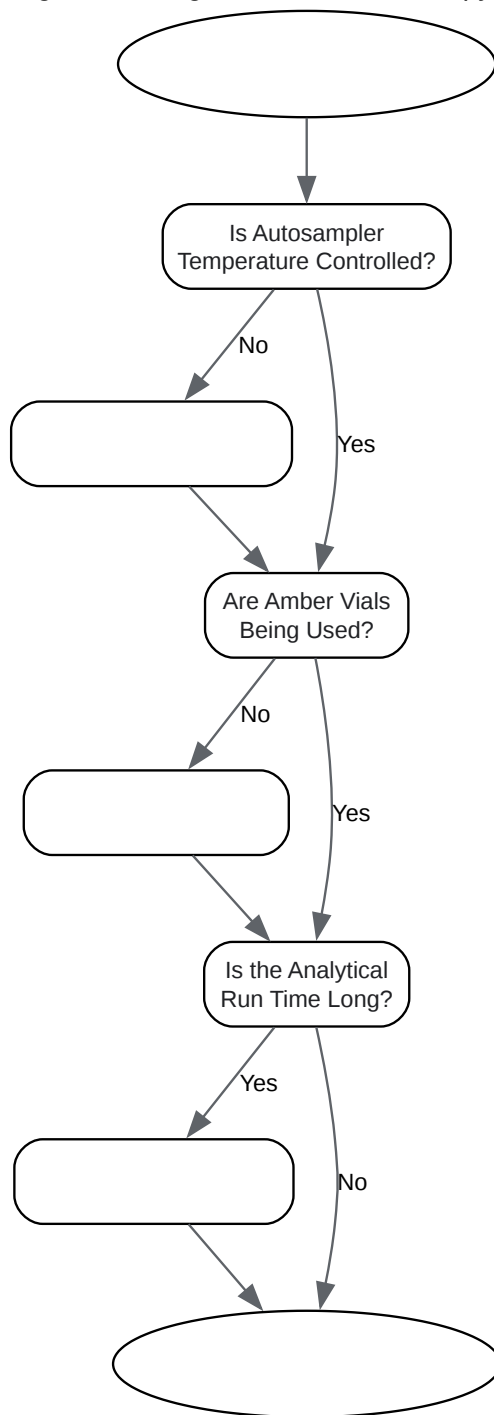 Is Autosampler
Temperature Controlled?
No
Yes
Are Amber Vials
Being Used?
No
Yes
Is the Analytical
Run Time Long?
Yes
No